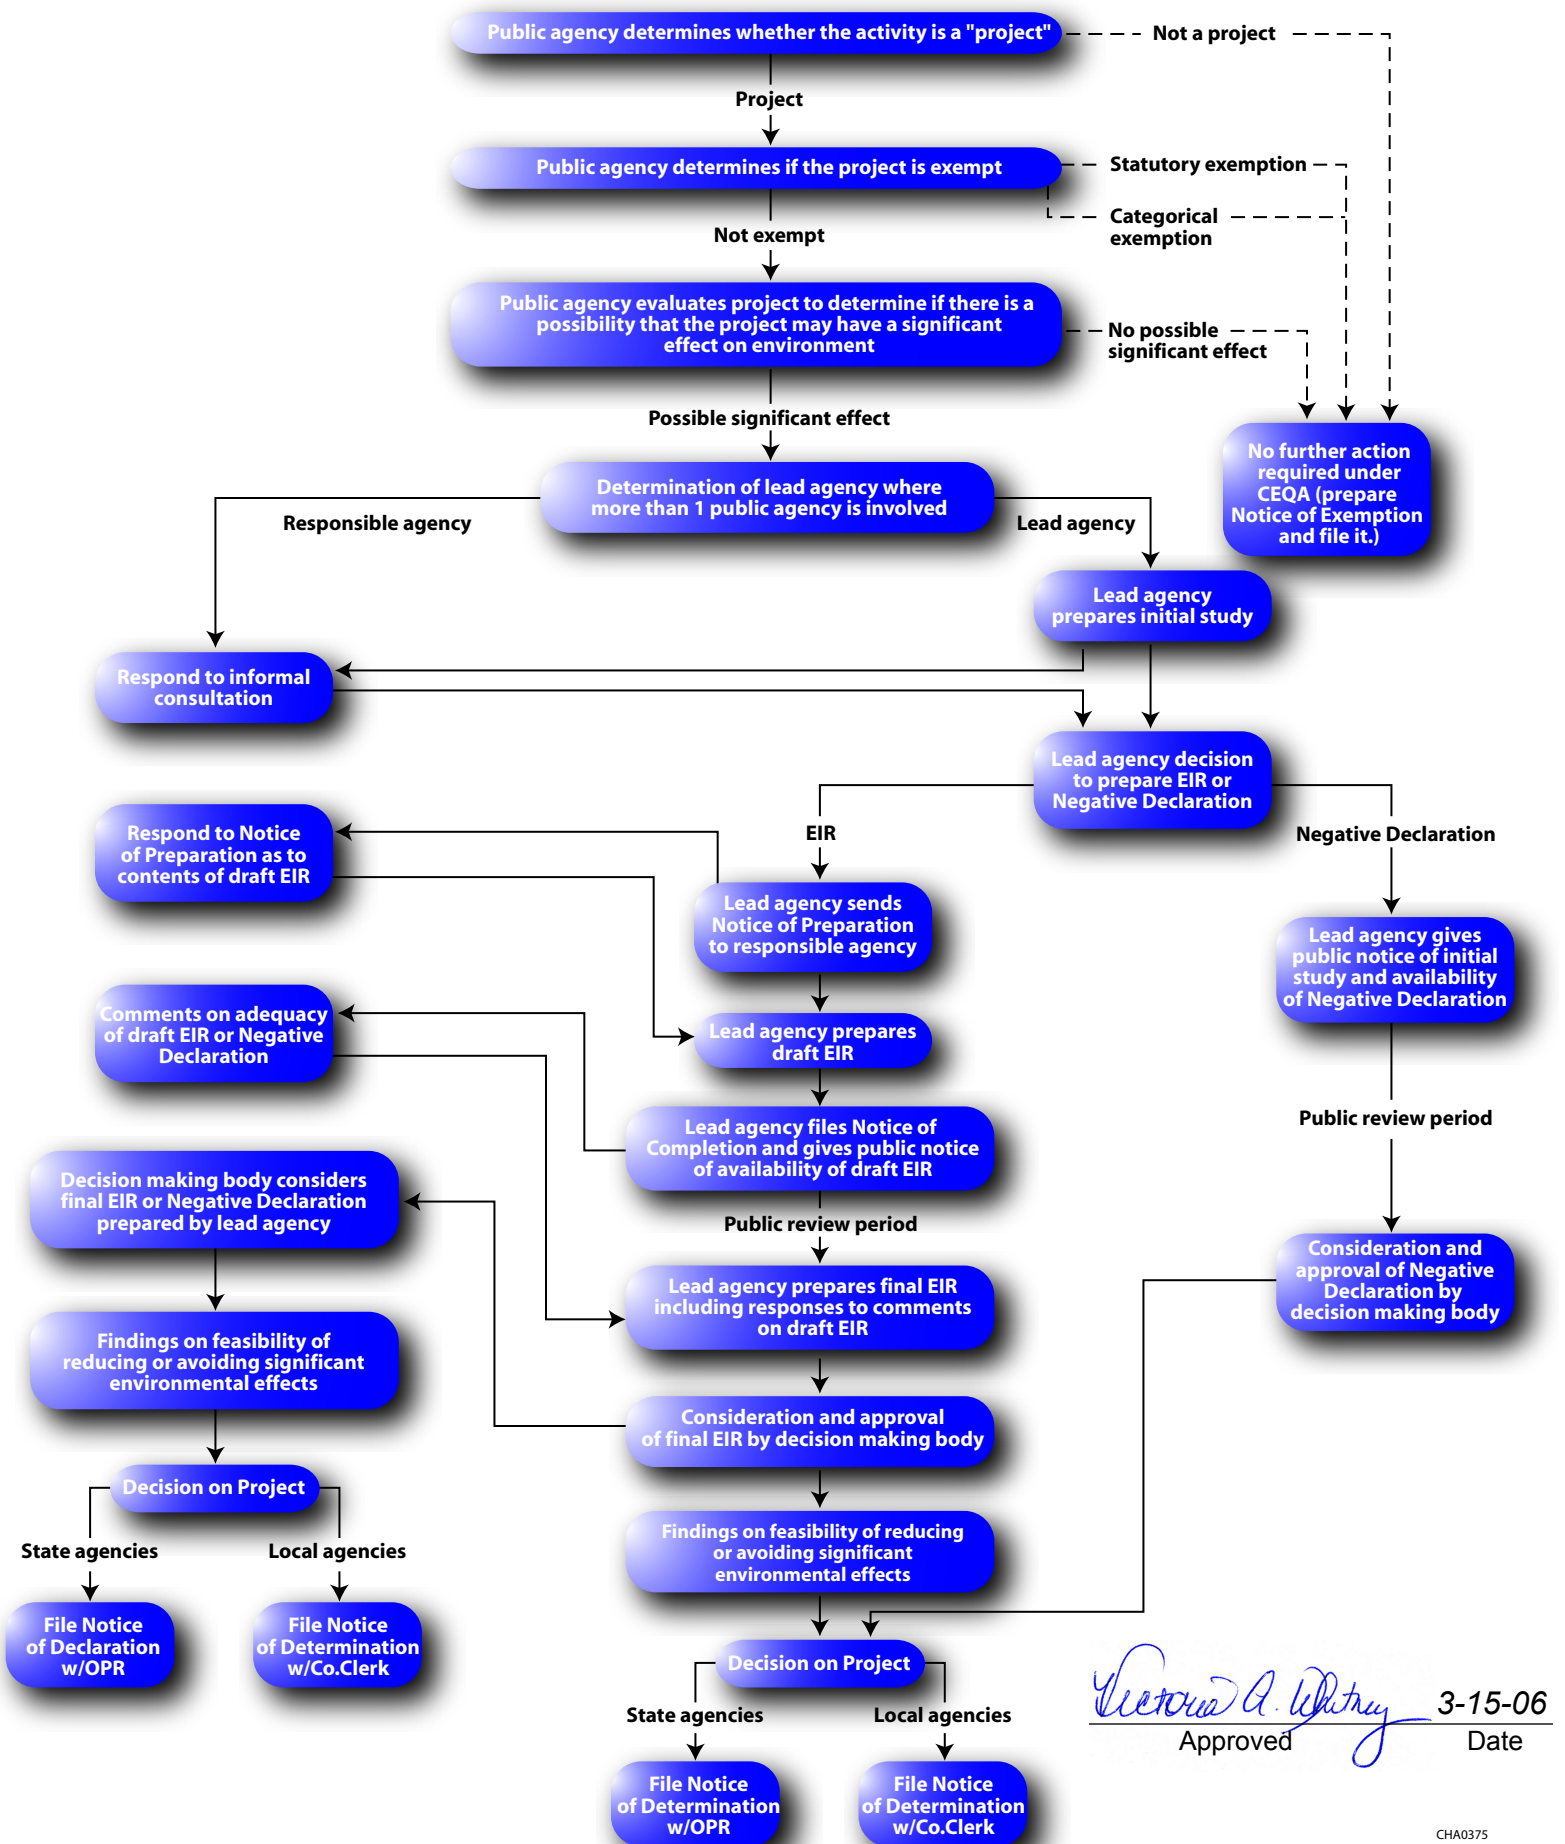 Public agency determines whether the activity is a "project"
Not a project
Project
Public agency determines if the project is exempt
Statutory exemption
Categorical
exemption
Not exempt
Public agency evaluates project to determine if there is a
possibility that the project may have a significant
effect on environment
No possible
significant effect
Possible significant effect
No further action
required under
CEQA (prepare
Notice of Exemption
and file it.)
Determination of lead agency where
more than 1 public agency is involved
Responsible agency
Lead agency
Lead agency
prepares initial study
Respond to informal
consultation
Lead agency decision
to prepare EIR or
Negative Declaration
EIR
Negative Declaration
Respond to Notice
of Preparation as to
contents of draft EIR
Lead agency sends
Notice of Preparation
to responsible agency
Lead agency gives
public notice of initial
study and availability
of Negative Declaration
Comments on adequacy
of draft EIR or Negative
Declaration
Lead agency prepares
draft EIR
Lead agency files Notice of
Completion and gives public notice
of availability of draft EIR
Public review period
Decision making body considers
final EIR or Negative Declaration
prepared by lead agency
Public review period
Lead agency prepares final EIR
including responses to comments
on draft EIR
Consideration and
approval of Negative
Declaration by
decision making body
Findings on feasibility of
reducing or avoiding significant
environmental effects
Consideration and approval
of final EIR by decision making body
Decision on Project
State agencies
Local agencies
Findings on feasibility of reducing
or avoiding significant
environmental effects
File Notice
of Declaration
w/OPR
File Notice
of Determination
w/Co.Clerk
Decision on Project
State agencies
Local agencies
File Notice
of Determination
w/OPR
File Notice
of Determination
w/Co.Clerk
Victoria A. Whitney
3-15-06
Approved
Date
CHA0375